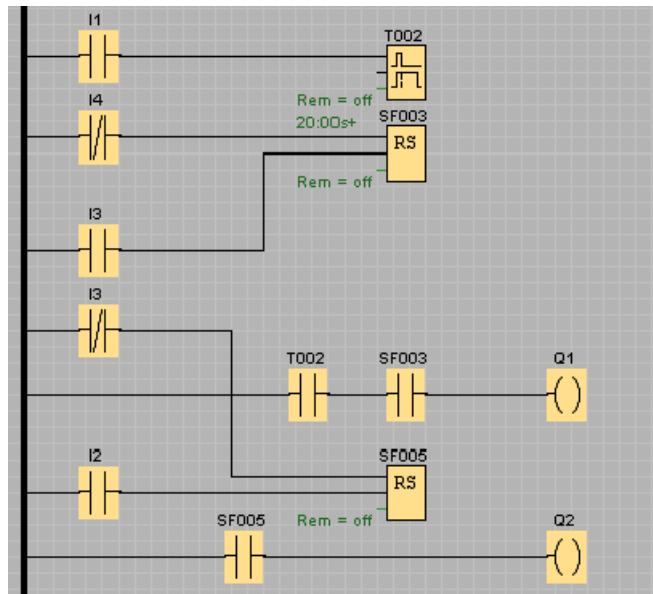 I1
T002
Rem = off
I4
20:00s+
SF003
RS
Rem = off
I3
I3
T002
SF003
Q1
I2
SF005
RS
SF005
Rem = off
Q2